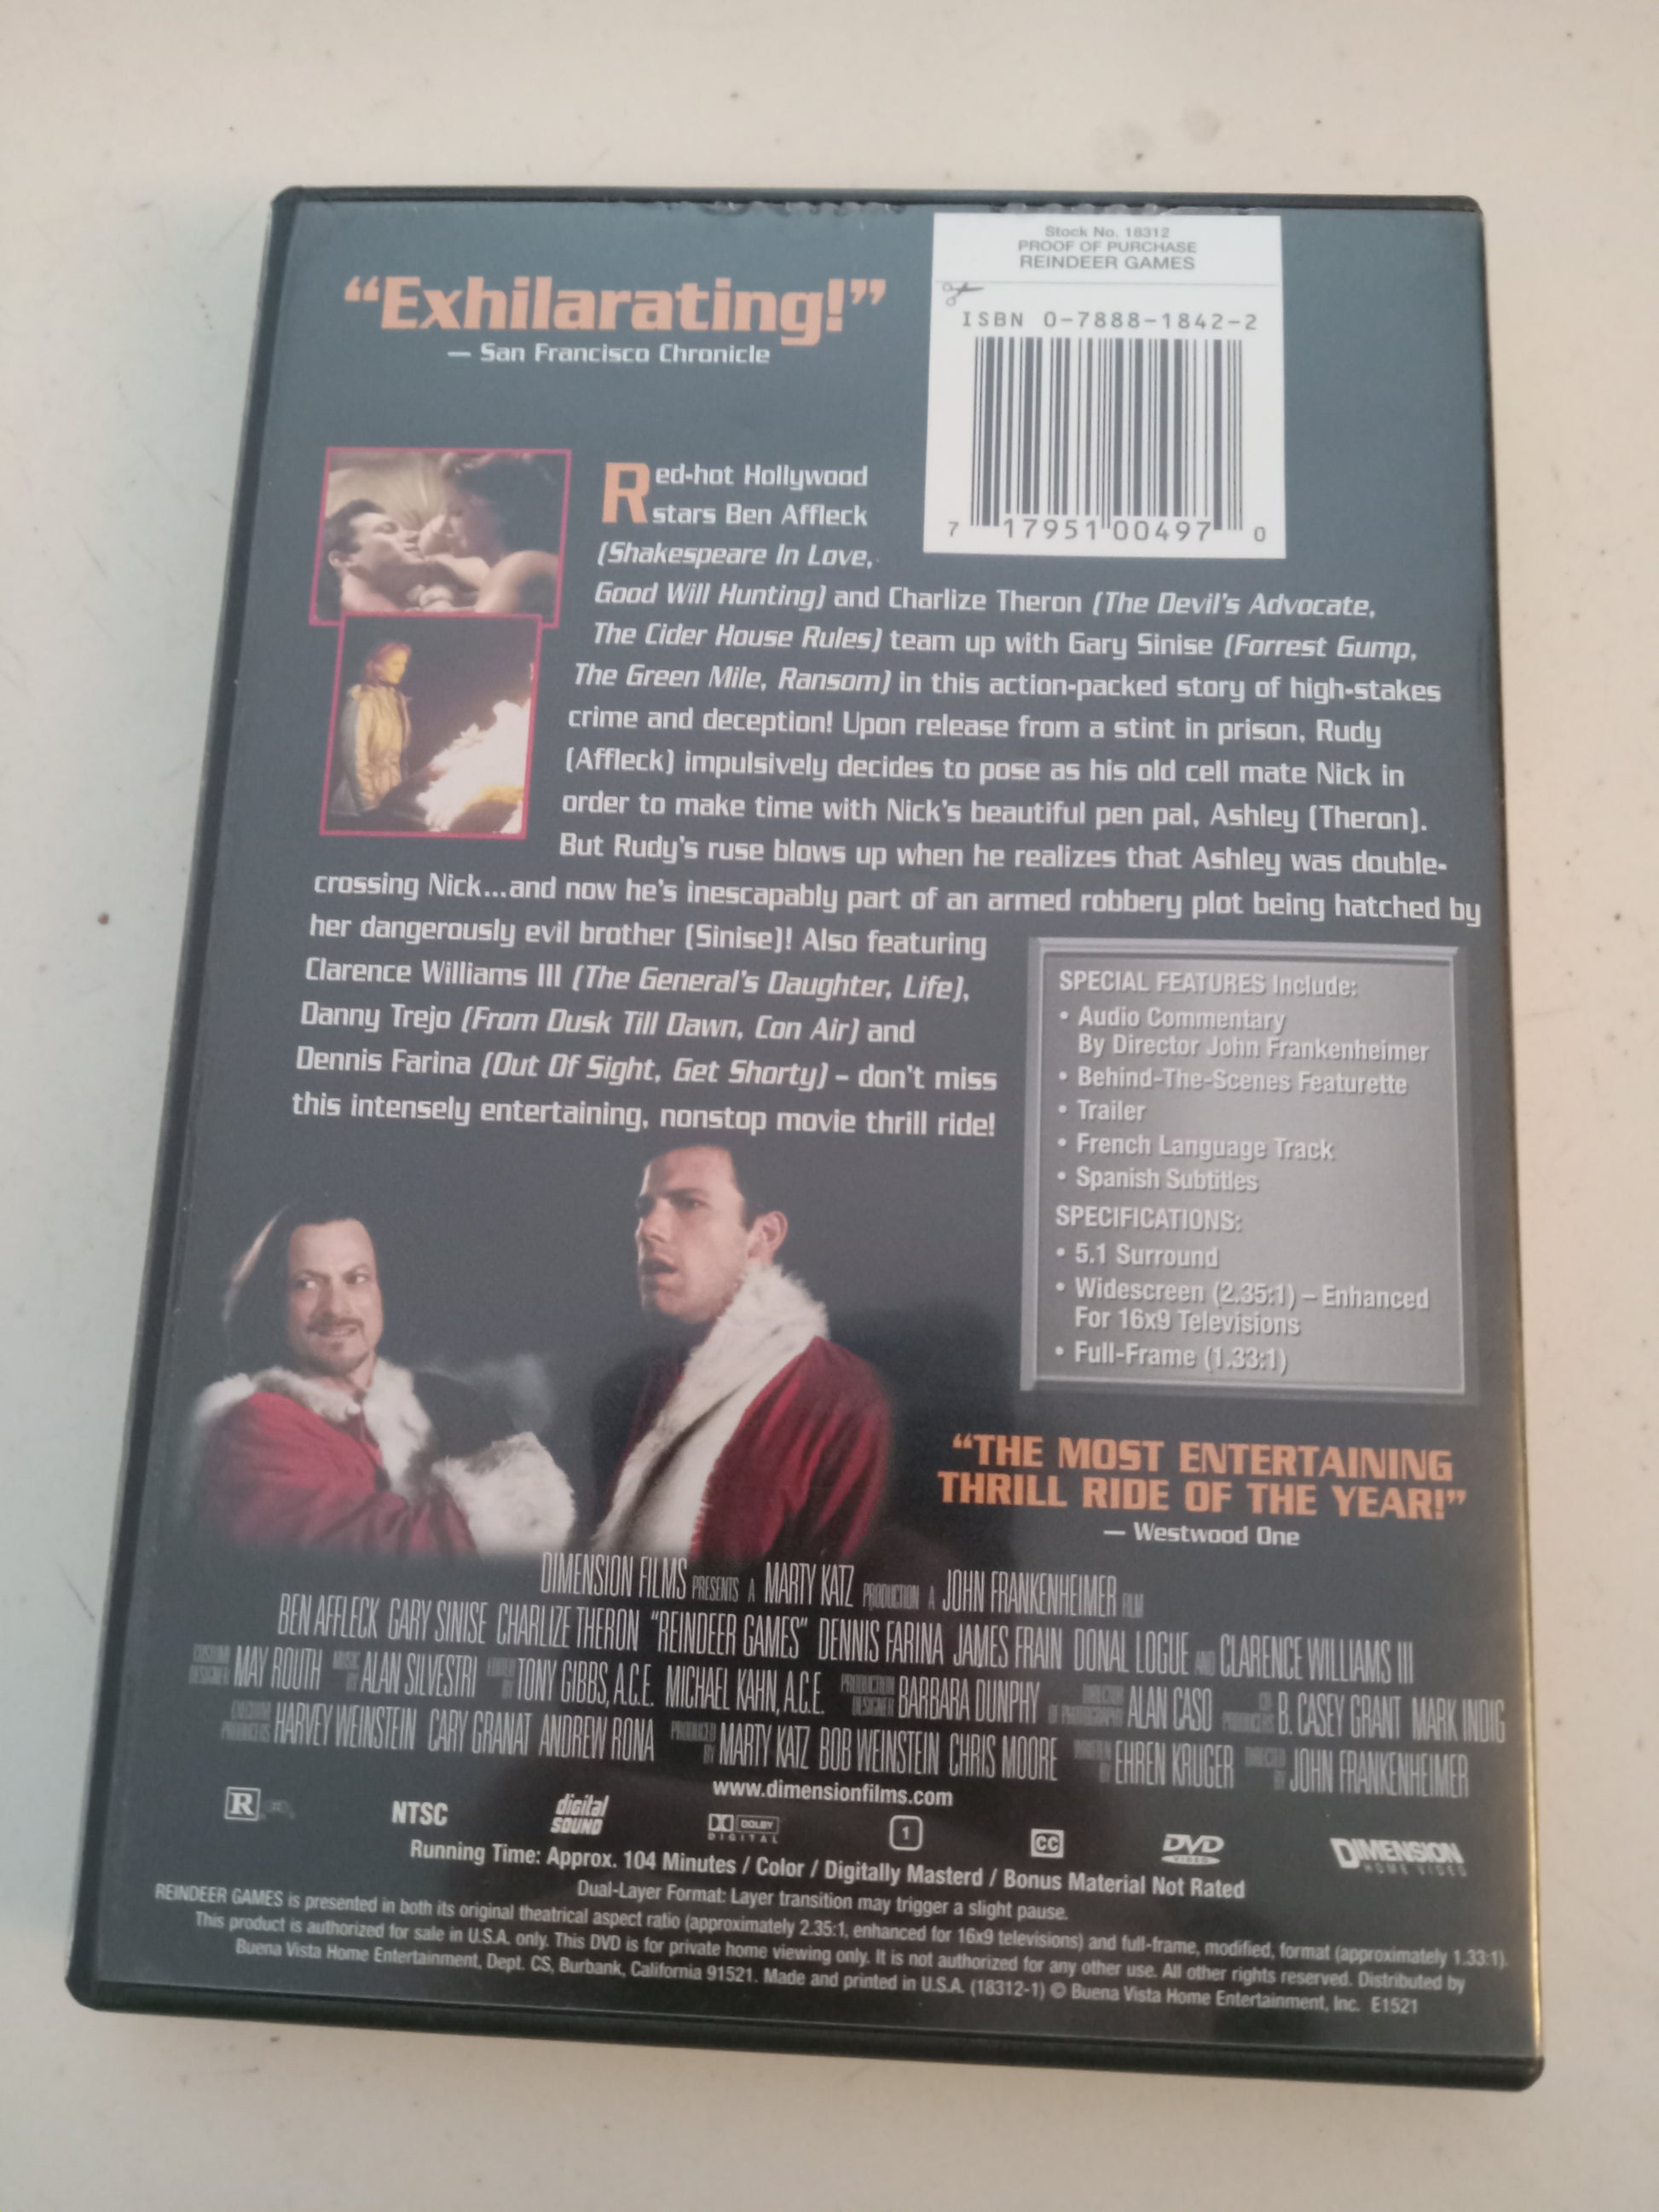 "Exhilarating!"
— San Francisco Chronicle
Stock No. 18312
PROOF OF PURCHASE
REINDEER GAMES
ISBN 0-7888-1842-2
7 17951 00497 0
Red-hot Hollywood
stars Ben Affleck
(Shakespeare In Love,
Good Will Hunting) and Charlize Theron (The Devil's Advocate,
The Cider House Rules) team up with Gary Sinise (Forrest Gump,
The Green Mile, Ransom) in this action-packed story of high-stakes
crime and deception! Upon release from a stint in prison, Rudy
(Affleck) impulsively decides to pose as his old cell mate Nick in
order to make time with Nick's beautiful pen pal, Ashley (Theron).
But Rudy's ruse blows up when he realizes that Ashley was double-
crossing Nick...and now he's inescapably part of an armed robbery plot being hatched by
her dangerously evil brother (Sinise)! Also featuring
Clarence Williams III (The General's Daughter, Life),
Danny Trejo (From Dusk Till Dawn, Con Air) and
Dennis Farina (Out Of Sight, Get Shorty) – don't miss
this intensely entertaining, nonstop movie thrill ride!
SPECIAL FEATURES Include:
• Audio Commentary
By Director John Frankenheimer
• Behind-The-Scenes Featurette
• Trailer
• French Language Track
• Spanish Subtitles
SPECIFICATIONS:
• 5.1 Surround
• Widescreen (2.35:1) – Enhanced
For 16x9 Televisions
• Full-Frame (1.33:1)
"THE MOST ENTERTAINING
THRILL RIDE OF THE YEAR!"
— Westwood One
DIMENSION FILMS PRESENTS A MARTY KATZ PRODUCTION A JOHN FRANKENHEIMER FILM
BEN AFFLECK GARY SINISE CHARLIZE THERON "REINDEER GAMES" DENNIS FARINA JAMES FRAIN DONAL LOGUE AND CLARENCE WILLIAMS III
COSTUME DESIGNER MAY ROUTH MUSIC BY ALAN SILVESTRI EDITED BY TONY GIBBS, A.C.E. MICHAEL KAHN, A.C.E. PRODUCTION DESIGNER BARBARA DUNPHY DIRECTOR OF PHOTOGRAPHY ALAN CASO CO PRODUCERS B. CASEY GRANT MARK INDIG
EXECUTIVE PRODUCERS HARVEY WEINSTEIN CARY GRANAT ANDREW RONA PRODUCED BY MARTY KATZ BOB WEINSTEIN CHRIS MOORE WRITTEN BY EHREN KRUGER DIRECTED BY JOHN FRANKENHEIMER
www.dimensionfilms.com
R NTSC digital SOUND DOLBY DIGITAL 1 CC DVD VIDEO DIMENSION HOME VIDEO
Running Time: Approx. 104 Minutes / Color / Digitally Masterd / Bonus Material Not Rated
Dual-Layer Format: Layer transition may trigger a slight pause.
REINDEER GAMES is presented in both its original theatrical aspect ratio (approximately 2.35:1, enhanced for 16x9 televisions) and full-frame, modified, format (approximately 1.33:1).
This product is authorized for sale in U.S.A. only. This DVD is for private home viewing only. It is not authorized for any other use. All other rights reserved. Distributed by
Buena Vista Home Entertainment, Dept. CS, Burbank, California 91521. Made and printed in U.S.A. (18312-1) © Buena Vista Home Entertainment, Inc. E1521